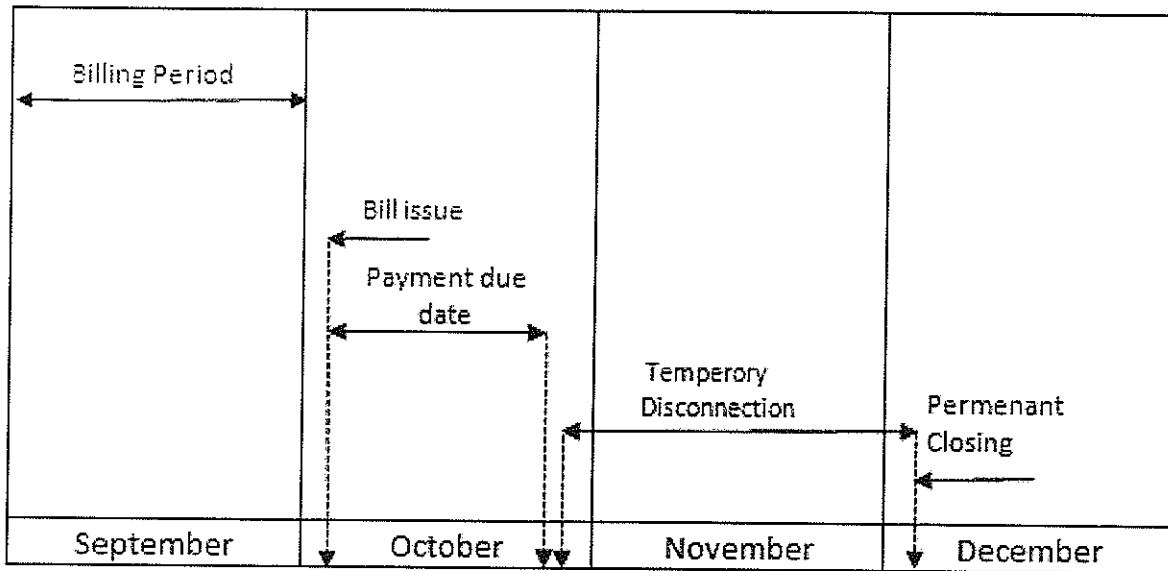 Billing Period
Bill issue
Payment due
date
Temperory
Disconnection
Permenant
Closing
September
October
November
December